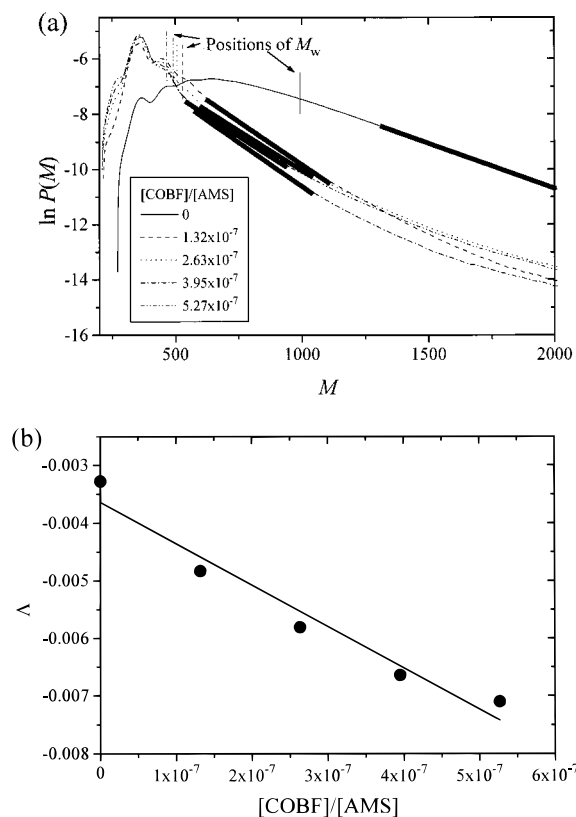 (a)
Positions of M_w
ln P(M)
-6
-8
-10
-12
-14
-16
[COBF]/[AMS]
0
1.32x10^-7
2.63x10^-7
3.95x10^-7
5.27x10^-7
500
1000
1500
2000
M
(b)
Λ
-0.003
-0.004
-0.005
-0.006
-0.007
-0.008
0
1x10^-7
2x10^-7
3x10^-7
4x10^-7
5x10^-7
6x10^-7
[COBF]/[AMS]